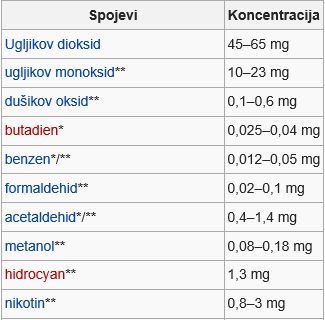 Spojevi Koncentracija
Ugljikov dioksid 45–65 mg
ugljikov monoksid** 10–23 mg
dušikov oksid** 0,1–0,6 mg
butadien* 0,025–0,04 mg
benzen*/** 0,012–0,05 mg
formaldehid** 0,02–0,1 mg
acetaldehid*/** 0,4–1,4 mg
metanol** 0,08–0,18 mg
hidrocyan** 1,3 mg
nikotin** 0,8–3 mg